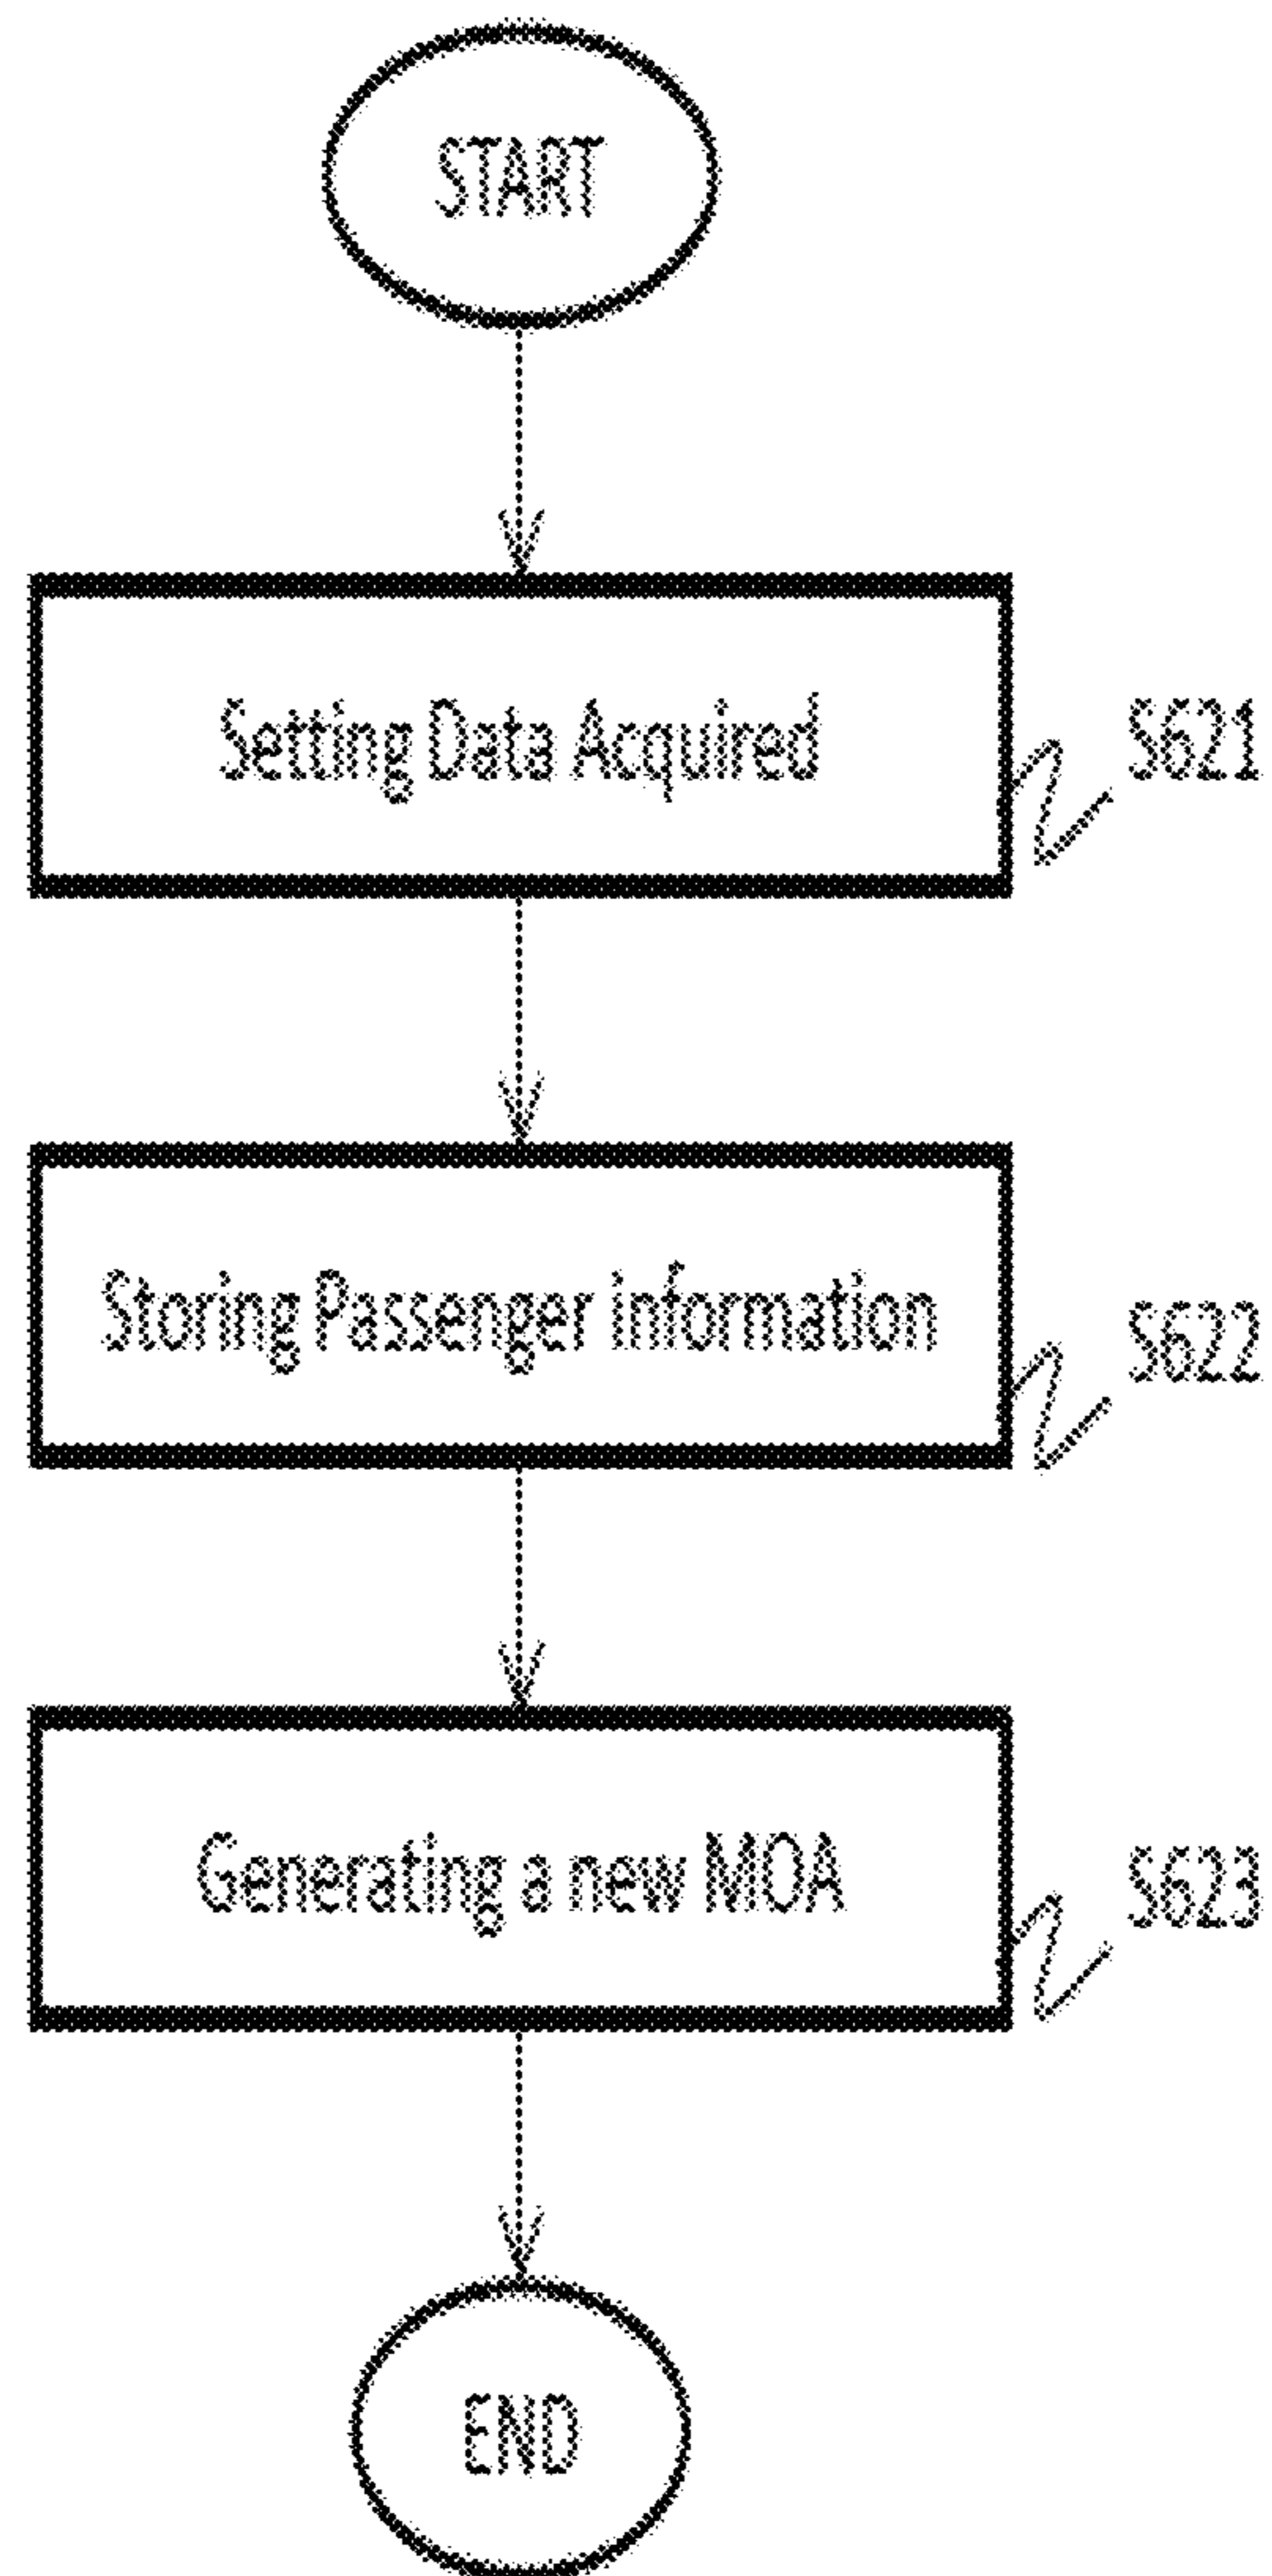 START
Setting Data Acquired
S621
Storing Passenger information
S622
Generating a new MOA
S623
END